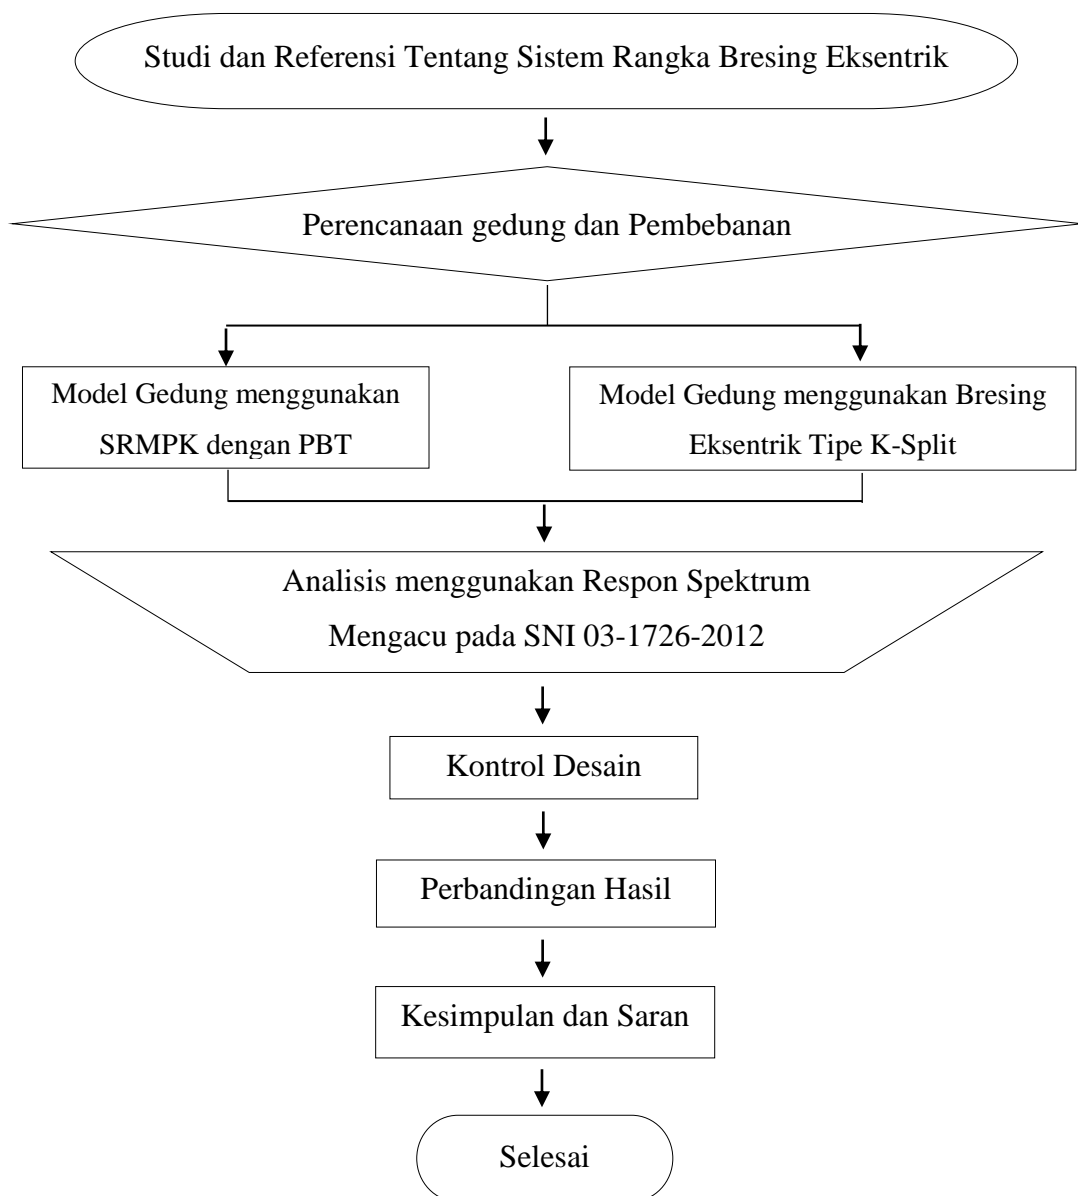 Studi dan Referensi Tentang Sistem Rangka Bresing Eksentrik
Perencanaan gedung dan Pembebanan
Model Gedung menggunakan
SRMPK dengan PBT
Model Gedung menggunakan Bresing
Eksentrik Tipe K-Split
Analisis menggunakan Respon Spektrum
Mengacu pada SNI 03-1726-2012
Kontrol Desain
Perbandingan Hasil
Kesimpulan dan Saran
Selesai